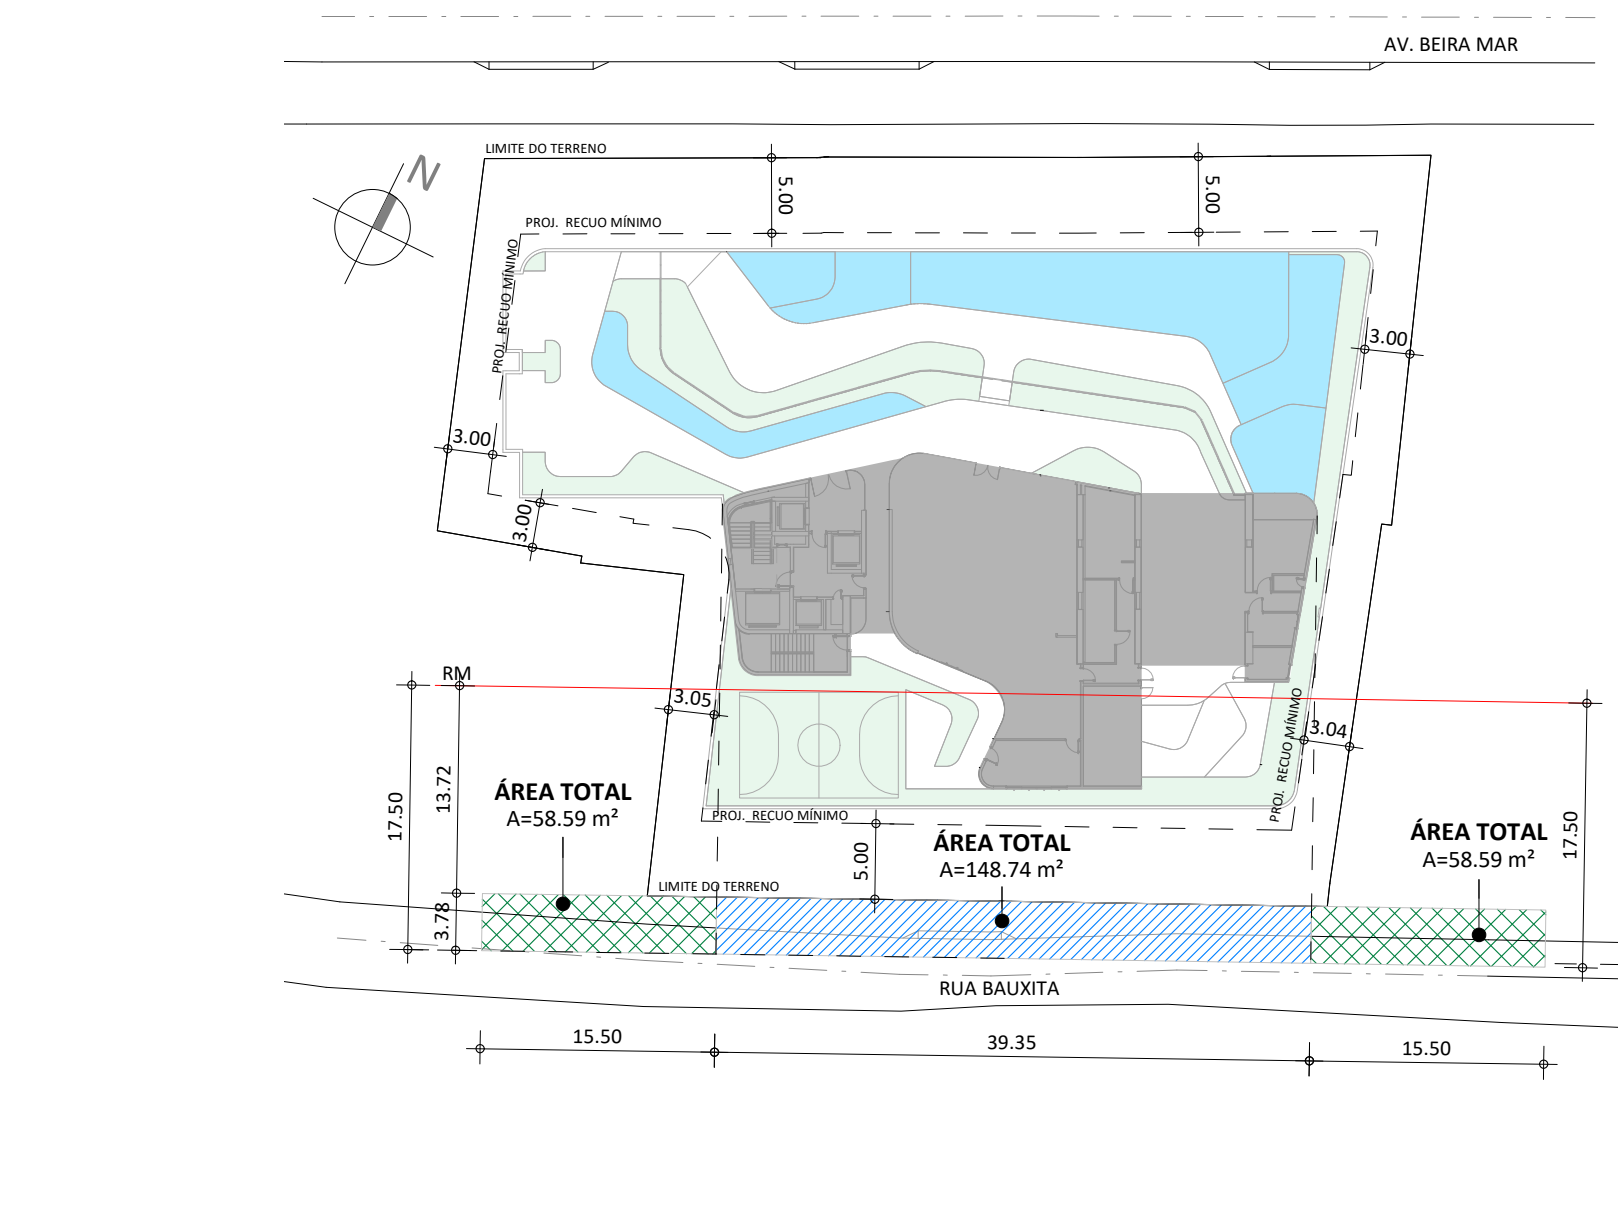 AV. BEIRA MAR
LIMITE DO TERRENO
N
5.00
5.00
PROJ. RECUO MÍNIMO
PROJ. RECUO MÍNIMO
3.00
3.00
3.00
RM
3.05
PROJ. RECUO MÍNIMO
3.04
13.72
17.50
ÁREA TOTAL
A=58.59 m²
PROJ. RECUO MÍNIMO
5.00
ÁREA TOTAL
A=148.74 m²
ÁREA TOTAL
A=58.59 m²
17.50
LIMITE DO TERRENO
3.78
RUA BAUXITA
15.50
39.35
15.50